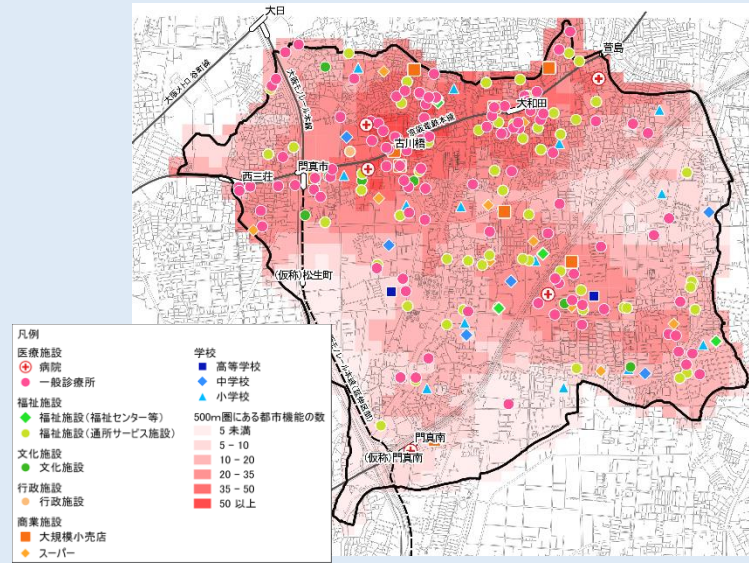 大日
萱島
大阪メトロ谷町線
大阪モノレール本線
大和田
京阪電鉄本線
古川橋
門真市
西三荘
(仮称)松生町
門真南
(仮称)門真南
凡例
医療施設
病院
一般診療所
福祉施設
福祉施設(福祉センター等)
福祉施設(通所サービス施設)
文化施設
文化施設
行政施設
行政施設
商業施設
大規模小売店
スーパー
学校
高等学校
中学校
小学校
500m圏にある都市機能の数
5 未満
5 - 10
10 - 20
20 - 35
35 - 50
50 以上